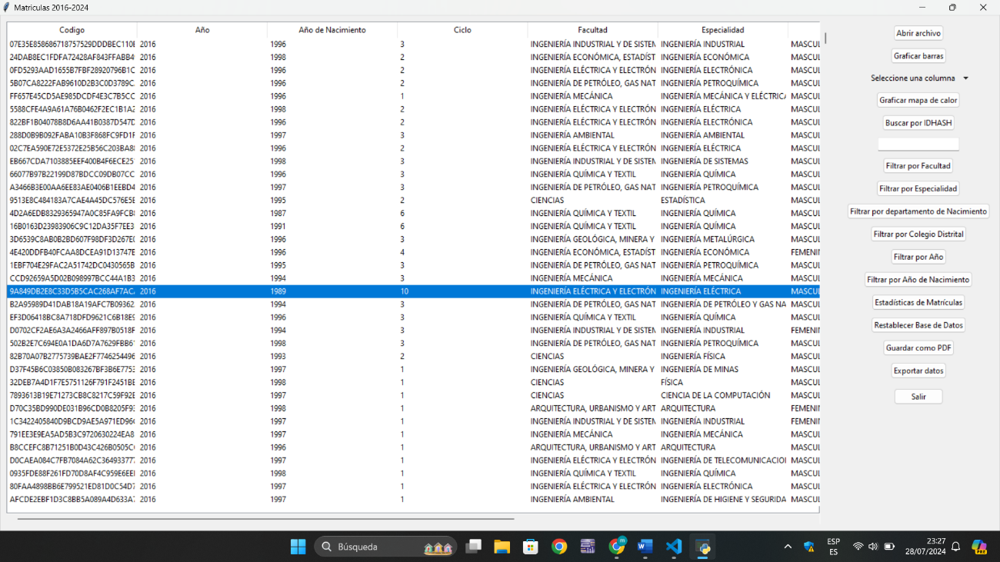 Matriculas 2016-2024
Codigo Año Año de Nacimiento Ciclo Facultad Especialidad
07E35E858686718757529DDDBEC110E 2016 1996 3 INGENIERÍA INDUSTRIAL Y DE SISTEM INGENIERÍA INDUSTRIAL MASCUL
24DAB8EC1FDFA72428AF843FFABB4 2016 1998 2 INGENIERÍA ECONÓMICA, ESTADÍST INGENIERÍA ECONÓMICA MASCUL
0FD5293AAD1655B7FBF28920796B1C 2016 1996 2 INGENIERÍA ELÉCTRICA Y ELECTRÓN INGENIERÍA ELECTRÓNICA MASCUL
5B07CA8222FAB9610D2B3C0D3789C 2016 1996 2 INGENIERÍA DE PETRÓLEO, GAS NAT INGENIERÍA PETROQUÍMICA MASCUL
FF657E45CD5AE985DCDF4E3C7B5CC 2016 1996 1 INGENIERÍA MECÁNICA INGENIERÍA MECÁNICA Y ELÉCTRICA MASCUL
5588CFE4A9A61A76B0462F2EC1B1A2 2016 1998 2 INGENIERÍA ELÉCTRICA Y ELECTRÓN INGENIERÍA ELÉCTRICA MASCUL
822BF1B04078B8D6AA41B0387D547D 2016 1996 2 INGENIERÍA ELÉCTRICA Y ELECTRÓN INGENIERÍA ELECTRÓNICA MASCUL
288D0B9B092FABA10B3F868FC9FD1F 2016 1997 3 INGENIERÍA AMBIENTAL INGENIERÍA AMBIENTAL MASCUL
02C7EA590E72E5372E25B56C203BA8 2016 1996 2 INGENIERÍA ELÉCTRICA Y ELECTRÓN INGENIERÍA ELÉCTRICA MASCUL
EB667CDA7103885EEF400B4F6ECE25 2016 1998 3 INGENIERÍA INDUSTRIAL Y DE SISTEM INGENIERÍA DE SISTEMAS MASCUL
66077B97B22199D87BDCC09DB07CC 2016 1996 3 INGENIERÍA QUÍMICA Y TEXTIL INGENIERÍA QUÍMICA MASCUL
A3466B3E00AA6EE83AE0406B1EEBD4 2016 1997 3 INGENIERÍA DE PETRÓLEO, GAS NAT INGENIERÍA PETROQUÍMICA MASCUL
9513E8C484183A7CAE4A45DC576E5E 2016 1995 2 CIENCIAS ESTADÍSTICA MASCUL
4D2A6EDB8329365947A0C85FA9FCB 2016 1987 6 INGENIERÍA QUÍMICA Y TEXTIL INGENIERÍA QUÍMICA MASCUL
16B0163D23983906C9C12DA35F7EE3 2016 1991 6 INGENIERÍA QUÍMICA Y TEXTIL INGENIERÍA QUÍMICA MASCUL
3D6539C8AB0B2BD607F98DF3D267E 2016 1996 3 INGENIERÍA GEOLÓGICA, MINERA Y INGENIERÍA METALÚRGICA MASCUL
4E420DDFB40FCAA8DCEA91D13747E 2016 1996 4 INGENIERÍA ECONÓMICA, ESTADÍST INGENIERÍA ECONÓMICA FEMENIN
1EBF704E29FAC2A51742DC0430565B 2016 1995 3 INGENIERÍA DE PETRÓLEO, GAS NAT INGENIERÍA PETROQUÍMICA MASCUL
CCD92659A5D02B098997BCC44A1B3 2016 1994 3 INGENIERÍA MECÁNICA INGENIERÍA MECÁNICA MASCUL
9A849DB2E8C33D5B5CAC268AF7AC 2016 1989 10 INGENIERÍA ELÉCTRICA Y ELECTRÓN INGENIERÍA ELÉCTRICA MASCUL
B2A95989D41DAB18A19AFC7B09362 2016 1994 3 INGENIERÍA DE PETRÓLEO, GAS NAT INGENIERÍA DE PETRÓLEO Y GAS NA MASCUL
EF3D06418BC8A718DFD9621C6B18E9 2016 1996 3 INGENIERÍA QUÍMICA Y TEXTIL INGENIERÍA QUÍMICA MASCUL
D0702CF2AE6A3A2466AFF897B0518F 2016 1994 3 INGENIERÍA INDUSTRIAL Y DE SISTEM INGENIERÍA INDUSTRIAL FEMENIN
502B2E7C694E0A1DA6D7A7629FBB6 2016 1998 3 INGENIERÍA DE PETRÓLEO, GAS NAT INGENIERÍA PETROQUÍMICA MASCUL
82B70A07B2775739BAE2F7746254496 2016 1993 2 CIENCIAS INGENIERÍA FÍSICA MASCUL
D37F45B6C03850B083267BF3B6E7753 2016 1997 1 INGENIERÍA GEOLÓGICA, MINERA Y INGENIERÍA DE MINAS MASCUL
32DEB7A4D1F7E5751126F791F2451BE 2016 1998 1 CIENCIAS FÍSICA MASCUL
7893613B19E71273CB8C8217C59F92E 2016 1997 1 CIENCIAS CIENCIA DE LA COMPUTACIÓN MASCUL
D70C35BD990DE031B96CD0B8205F9 2016 1998 1 ARQUITECTURA, URBANISMO Y ART ARQUITECTURA FEMENIN
1C3422405840D9BCD9AE5A971ED96 2016 1997 1 INGENIERÍA INDUSTRIAL Y DE SISTEM INGENIERÍA INDUSTRIAL FEMENIN
791EE3E9EA5AD5B3C9720630224EA8 2016 1997 1 INGENIERÍA MECÁNICA INGENIERÍA MECÁNICA MASCUL
B8CCEFC8B71251B0D43C426B0505C 2016 1996 1 ARQUITECTURA, URBANISMO Y ART ARQUITECTURA MASCUL
D0CAEA084C7FB7084A62C364933777 2016 1997 1 INGENIERÍA ELÉCTRICA Y ELECTRÓN INGENIERÍA DE TELECOMUNICACIO MASCUL
0935FDE88F261FD70D8AF4C959E6EE 2016 1998 1 INGENIERÍA QUÍMICA Y TEXTIL INGENIERÍA QUÍMICA MASCUL
80FAA4898BB6E799521ED81D0C54D7 2016 1997 1 INGENIERÍA ELÉCTRICA Y ELECTRÓN INGENIERÍA ELECTRÓNICA MASCUL
AFCDE2EBF1D3C8BB5A089A4D633A7 2016 1997 1 INGENIERÍA AMBIENTAL INGENIERÍA DE HIGIENE Y SEGURIDA MASCUL
Abrir archivo
Graficar barras
Seleccione una columna
Graficar mapa de calor
Buscar por IDHASH
Filtrar por Facultad
Filtrar por Especialidad
Filtrar por departamento de Nacimiento
Filtrar por Colegio Distrital
Filtrar por Año
Filtrar por Año de Nacimiento
Estadísticas de Matrículas
Restablecer Base de Datos
Guardar como PDF
Exportar datos
Salir
Búsqueda
ESP
ES
23:27
28/07/2024